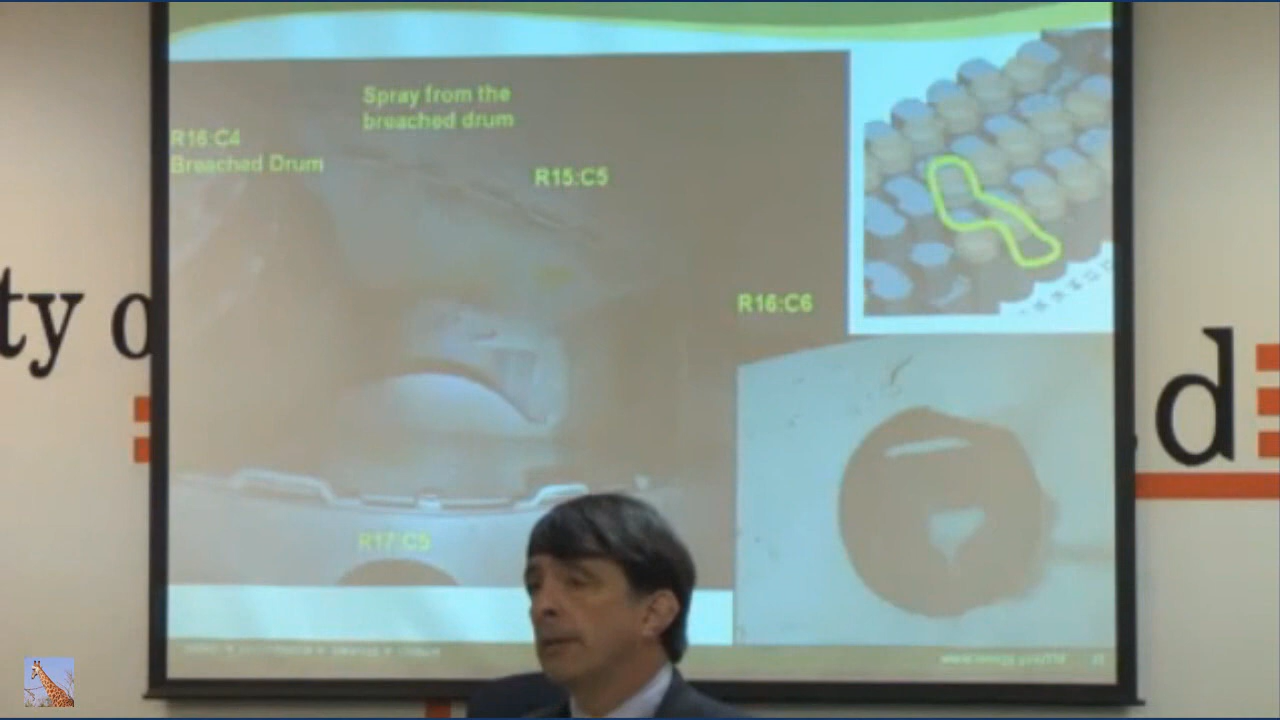 Spray from the
breached drum
R16:C4
Breached Drum
R15:C5
R16:C6
R17:C5
ty o
d